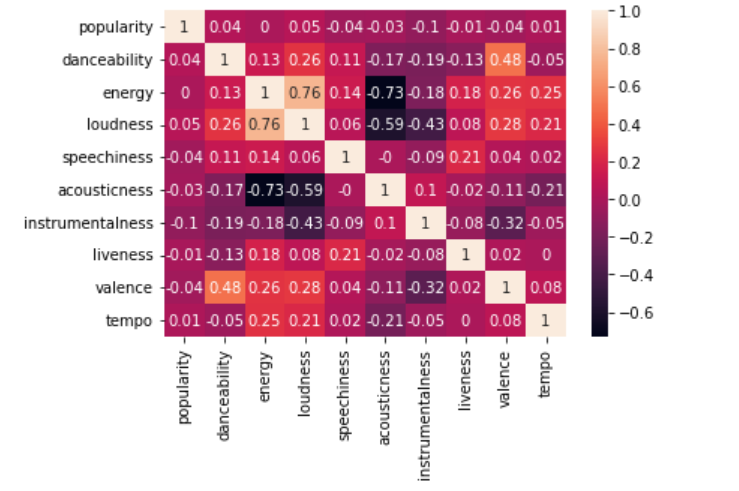 popularity 1 0.04 0 0.05 -0.04 -0.03 -0.1 -0.01 -0.04 0.01
danceability 0.04 1 0.13 0.26 0.11 -0.17 -0.19 -0.13 0.48 -0.05
energy 0 0.13 1 0.76 0.14 -0.73 -0.18 0.18 0.26 0.25
loudness 0.05 0.26 0.76 1 0.06 -0.59 -0.43 0.08 0.28 0.21
speechiness -0.04 0.11 0.14 0.06 1 -0 -0.09 0.21 0.04 0.02
acousticness -0.03 -0.17 -0.73 -0.59 -0 1 0.1 -0.02 -0.11 -0.21
instrumentalness -0.1 -0.19 -0.18 -0.43 -0.09 0.1 1 -0.08 -0.32 -0.05
liveness -0.01 -0.13 0.18 0.08 0.21 -0.02 -0.08 1 0.02 0
valence -0.04 0.48 0.26 0.28 0.04 -0.11 -0.32 0.02 1 0.08
tempo 0.01 -0.05 0.25 0.21 0.02 -0.21 -0.05 0 0.08 1
popularity
danceability
energy
loudness
speechiness
acousticness
instrumentalness
liveness
valence
tempo
1.0
0.8
0.6
0.4
0.2
0.0
−0.2
−0.4
−0.6